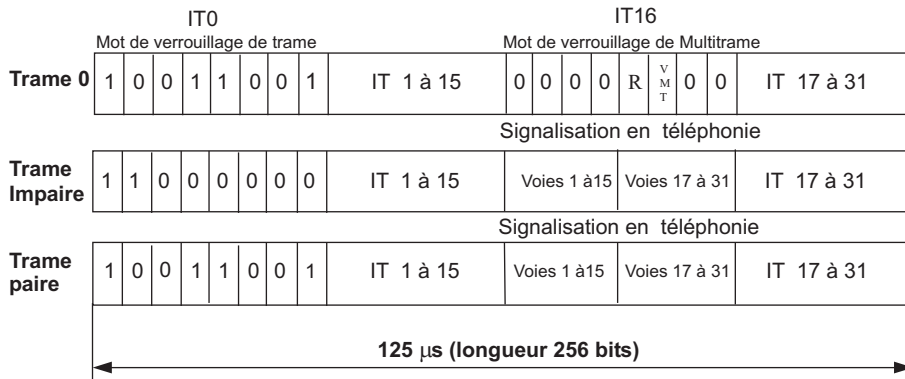 IT0 IT16
Mot de verrouillage de trame Mot de verrouillage de Multitrame
Trame 0 1 0 0 1 1 0 0 1 IT 1 à 15 0 0 0 0 R VMT 0 0 IT 17 à 31
Signalisation en téléphonie
Trame Impaire 1 1 0 0 0 0 0 0 IT 1 à 15 Voies 1 à15 Voies 17 à 31 IT 17 à 31
Signalisation en téléphonie
Trame paire 1 0 0 1 1 0 0 1 IT 1 à 15 Voies 1 à15 Voies 17 à 31 IT 17 à 31
125 μs (longueur 256 bits)